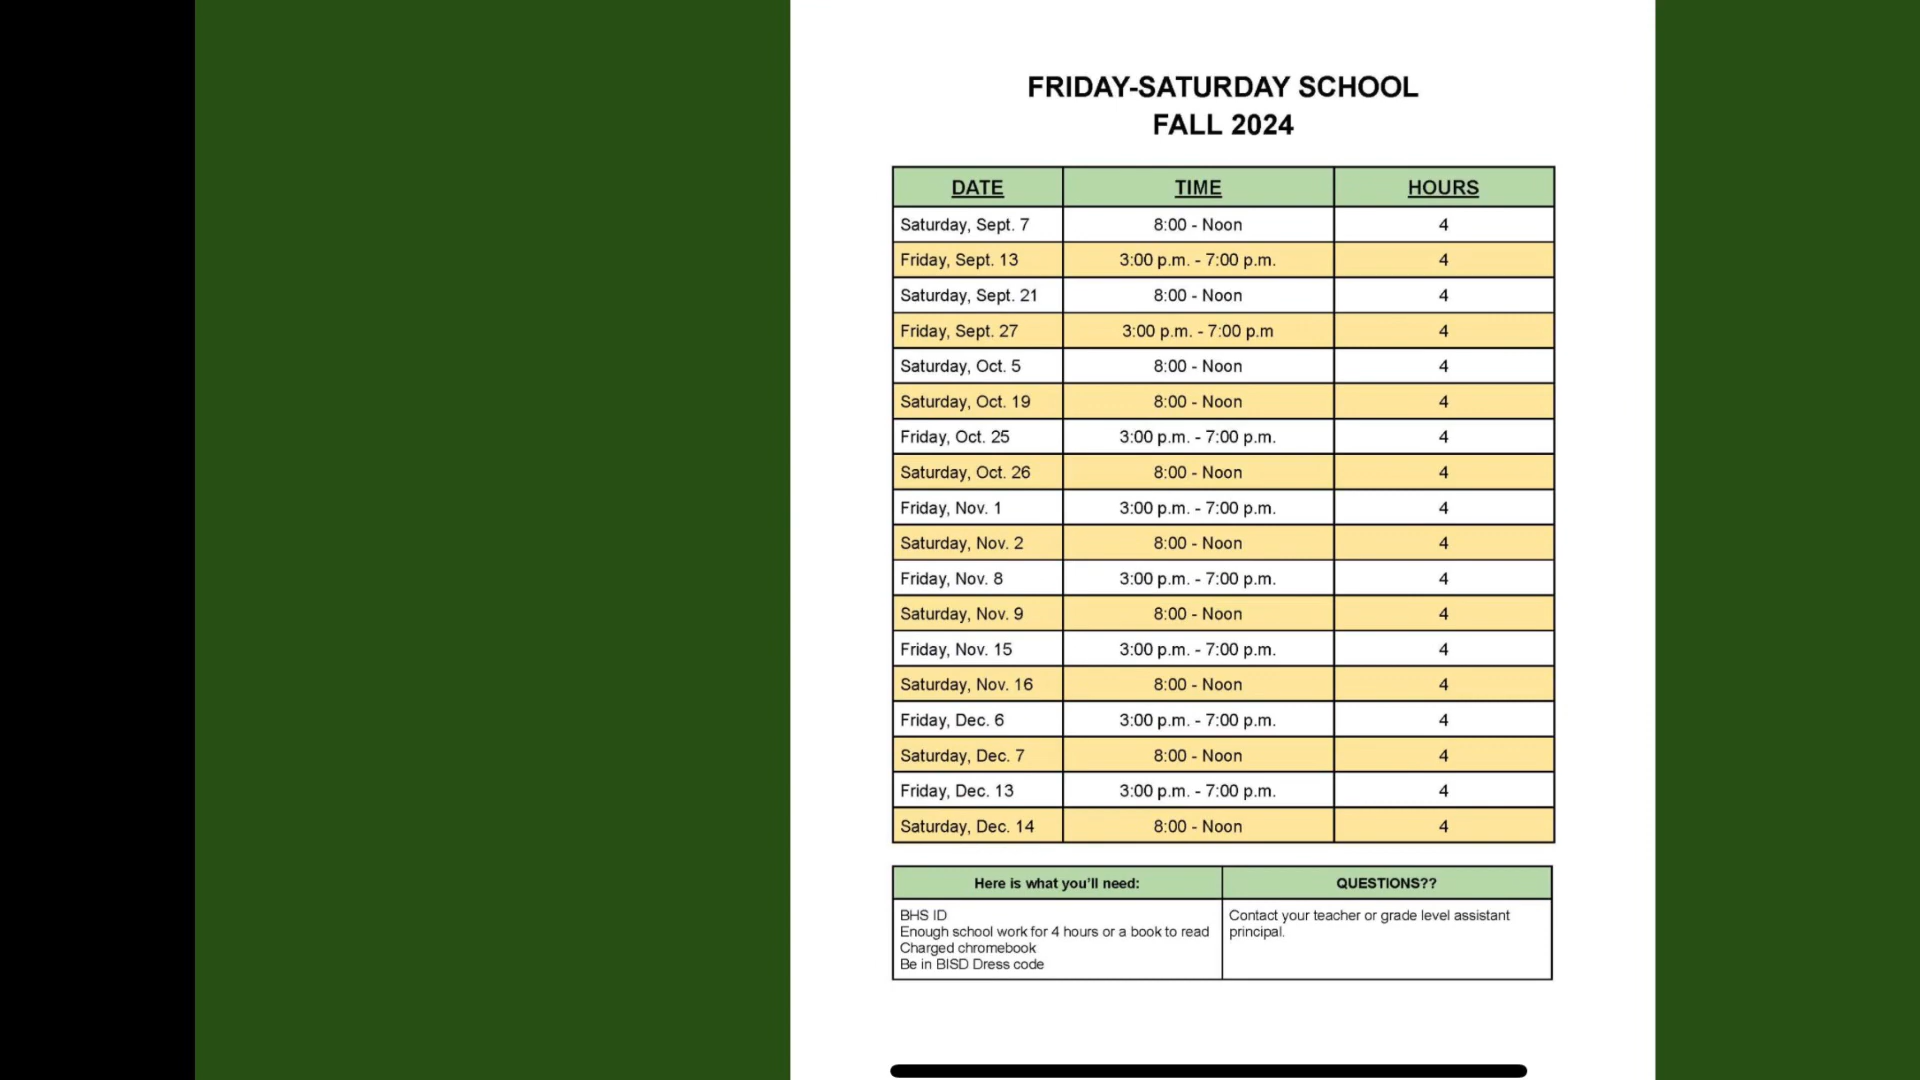 FRIDAY-SATURDAY SCHOOL
FALL 2024
DATE TIME HOURS
Saturday, Sept. 7 8:00 - Noon 4
Friday, Sept. 13 3:00 p.m. - 7:00 p.m. 4
Saturday, Sept. 21 8:00 - Noon 4
Friday, Sept. 27 3:00 p.m. - 7:00 p.m 4
Saturday, Oct. 5 8:00 - Noon 4
Saturday, Oct. 19 8:00 - Noon 4
Friday, Oct. 25 3:00 p.m. - 7:00 p.m. 4
Saturday, Oct. 26 8:00 - Noon 4
Friday, Nov. 1 3:00 p.m. - 7:00 p.m. 4
Saturday, Nov. 2 8:00 - Noon 4
Friday, Nov. 8 3:00 p.m. - 7:00 p.m. 4
Saturday, Nov. 9 8:00 - Noon 4
Friday, Nov. 15 3:00 p.m. - 7:00 p.m. 4
Saturday, Nov. 16 8:00 - Noon 4
Friday, Dec. 6 3:00 p.m. - 7:00 p.m. 4
Saturday, Dec. 7 8:00 - Noon 4
Friday, Dec. 13 3:00 p.m. - 7:00 p.m. 4
Saturday, Dec. 14 8:00 - Noon 4
Here is what you'll need:
BHS ID
Enough school work for 4 hours or a book to read
Charged chromebook
Be in BISD Dress code
QUESTIONS??
Contact your teacher or grade level assistant
principal.